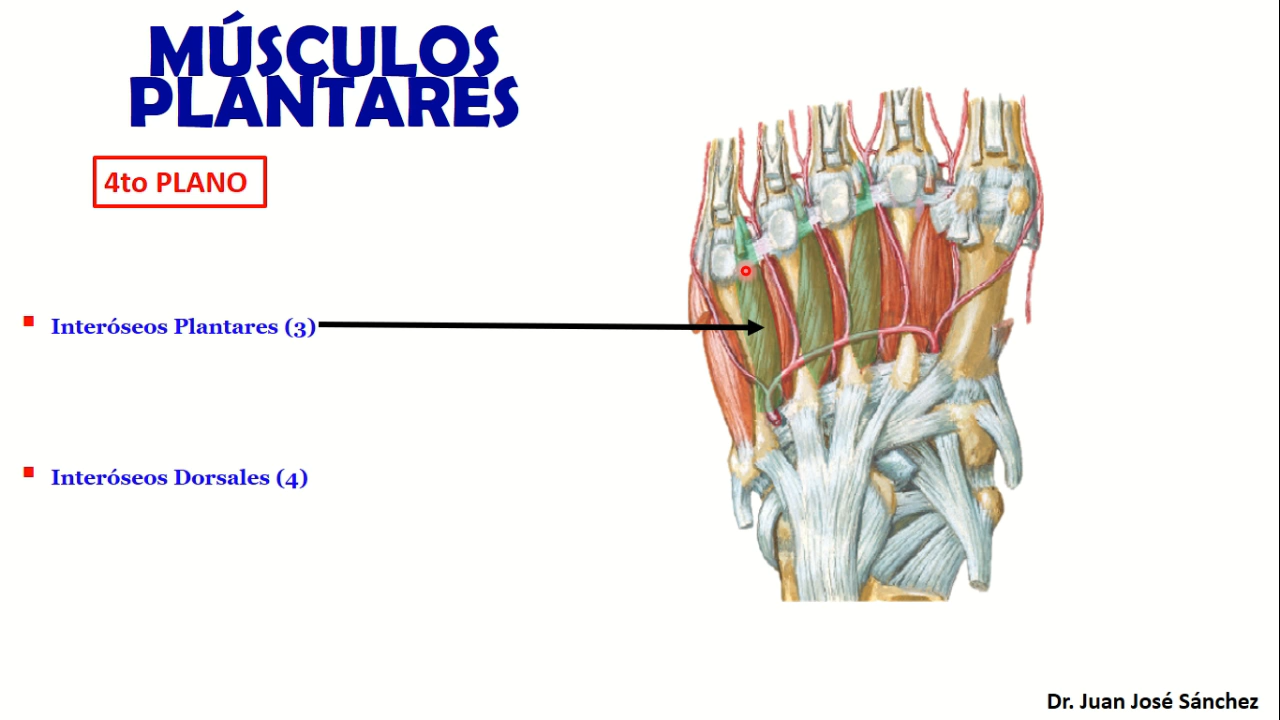 MÚSCULOS
PLANTARES
4to PLANO
Interóseos Plantares (3)
Interóseos Dorsales (4)
Dr. Juan José Sánchez